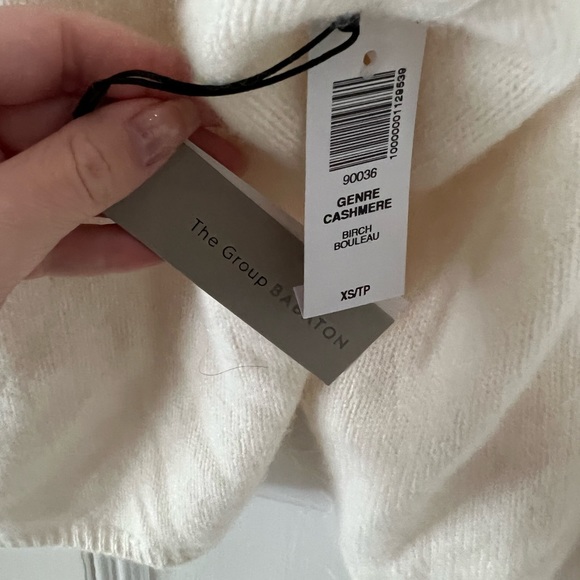 10000001129539
90036
GENRE
CASHMERE
BIRCH
BOULEAU
XS/TP
The Group BABATON